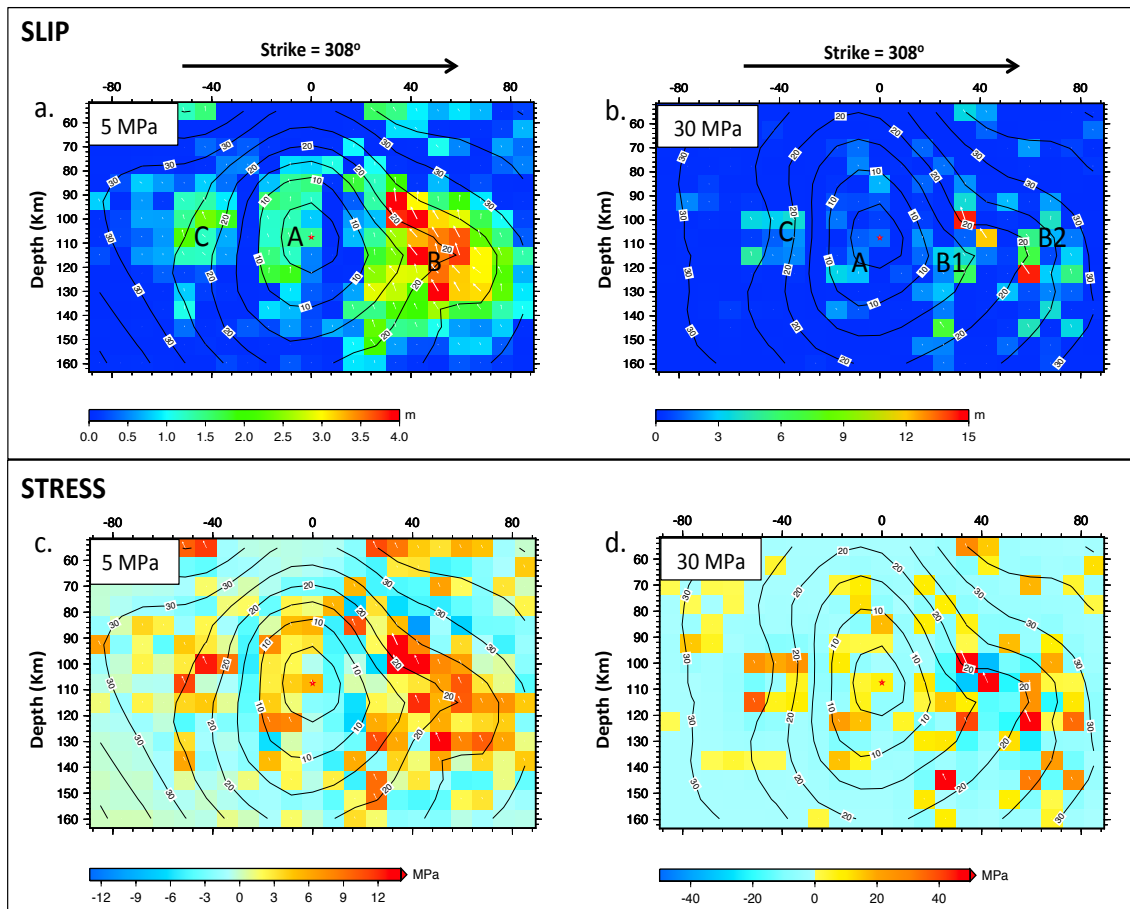 SLIP
Strike = 308º
Strike = 308º
-80 -40 0 40 80
-80 -40 0 40 80
a.
5 MPa
b.
30 MPa
Depth (Km)
60
70
80
90
100
110
120
130
140
150
160
C
A
B
Depth (Km)
60
70
80
90
100
110
120
130
140
150
160
C
A
B1
B2
m
0.0 0.5 1.0 1.5 2.0 2.5 3.0 3.5 4.0
m
0 3 6 9 12 15
STRESS
-80 -40 0 40 80
-80 -40 0 40 80
c.
5 MPa
d.
30 MPa
Depth (Km)
60
70
80
90
100
110
120
130
140
150
160
Depth (Km)
60
70
80
90
100
110
120
130
140
150
160
MPa
-12 -9 -6 -3 0 3 6 9 12
MPa
-40 -20 0 20 40